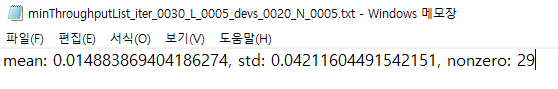 minThroughputList_iter_0030_L_0005_devs_0020_N_0005.txt - Windows 메모장
파일(F) 편집(E) 서식(O) 보기(V) 도움말(H)
mean: 0.014883869404186274, std: 0.04211604491542151, nonzero: 29